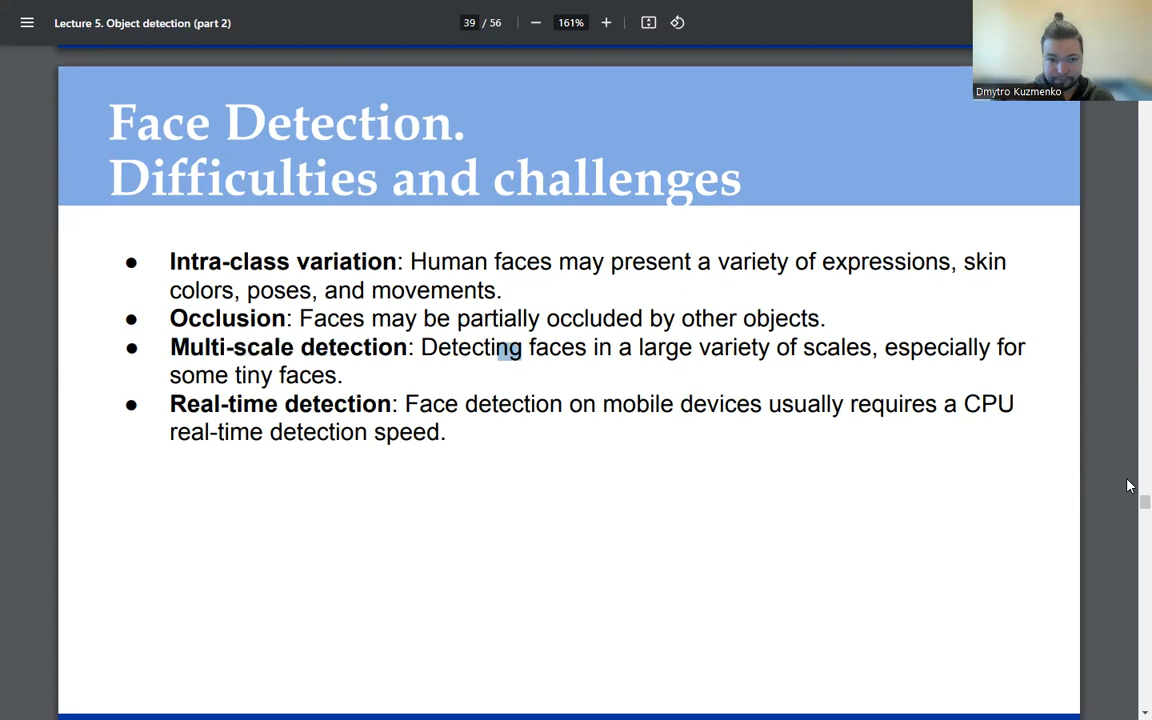 Lecture 5. Object detection (part 2)
39 / 56
161%
Dmytro Kuzmenko
Face Detection.
Difficulties and challenges
● Intra-class variation: Human faces may present a variety of expressions, skin
colors, poses, and movements.
● Occlusion: Faces may be partially occluded by other objects.
● Multi-scale detection: Detecting faces in a large variety of scales, especially for
some tiny faces.
● Real-time detection: Face detection on mobile devices usually requires a CPU
real-time detection speed.